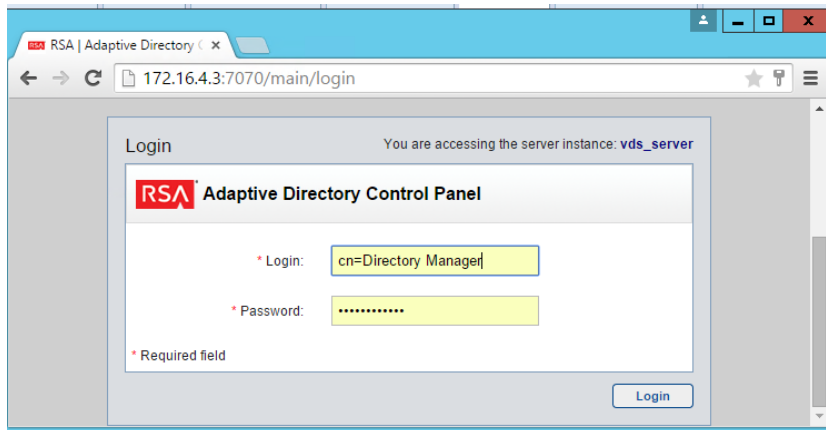 RSA RSA | Adaptive Directory C
172.16.4.3:7070/main/login
Login
You are accessing the server instance: vds_server
RSA Adaptive Directory Control Panel
* Login: cn=Directory Manager
* Password: ••••••••••••
* Required field
Login